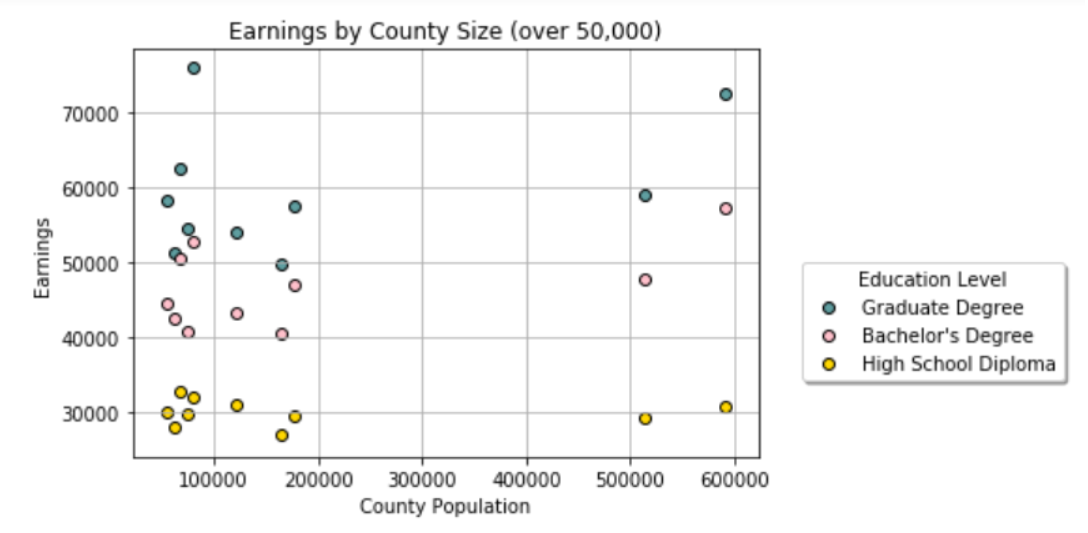 Earnings by County Size (over 50,000)
70000
60000
50000
40000
30000
Earnings
100000 200000 300000 400000 500000 600000
County Population
Education Level
Graduate Degree
Bachelor's Degree
High School Diploma